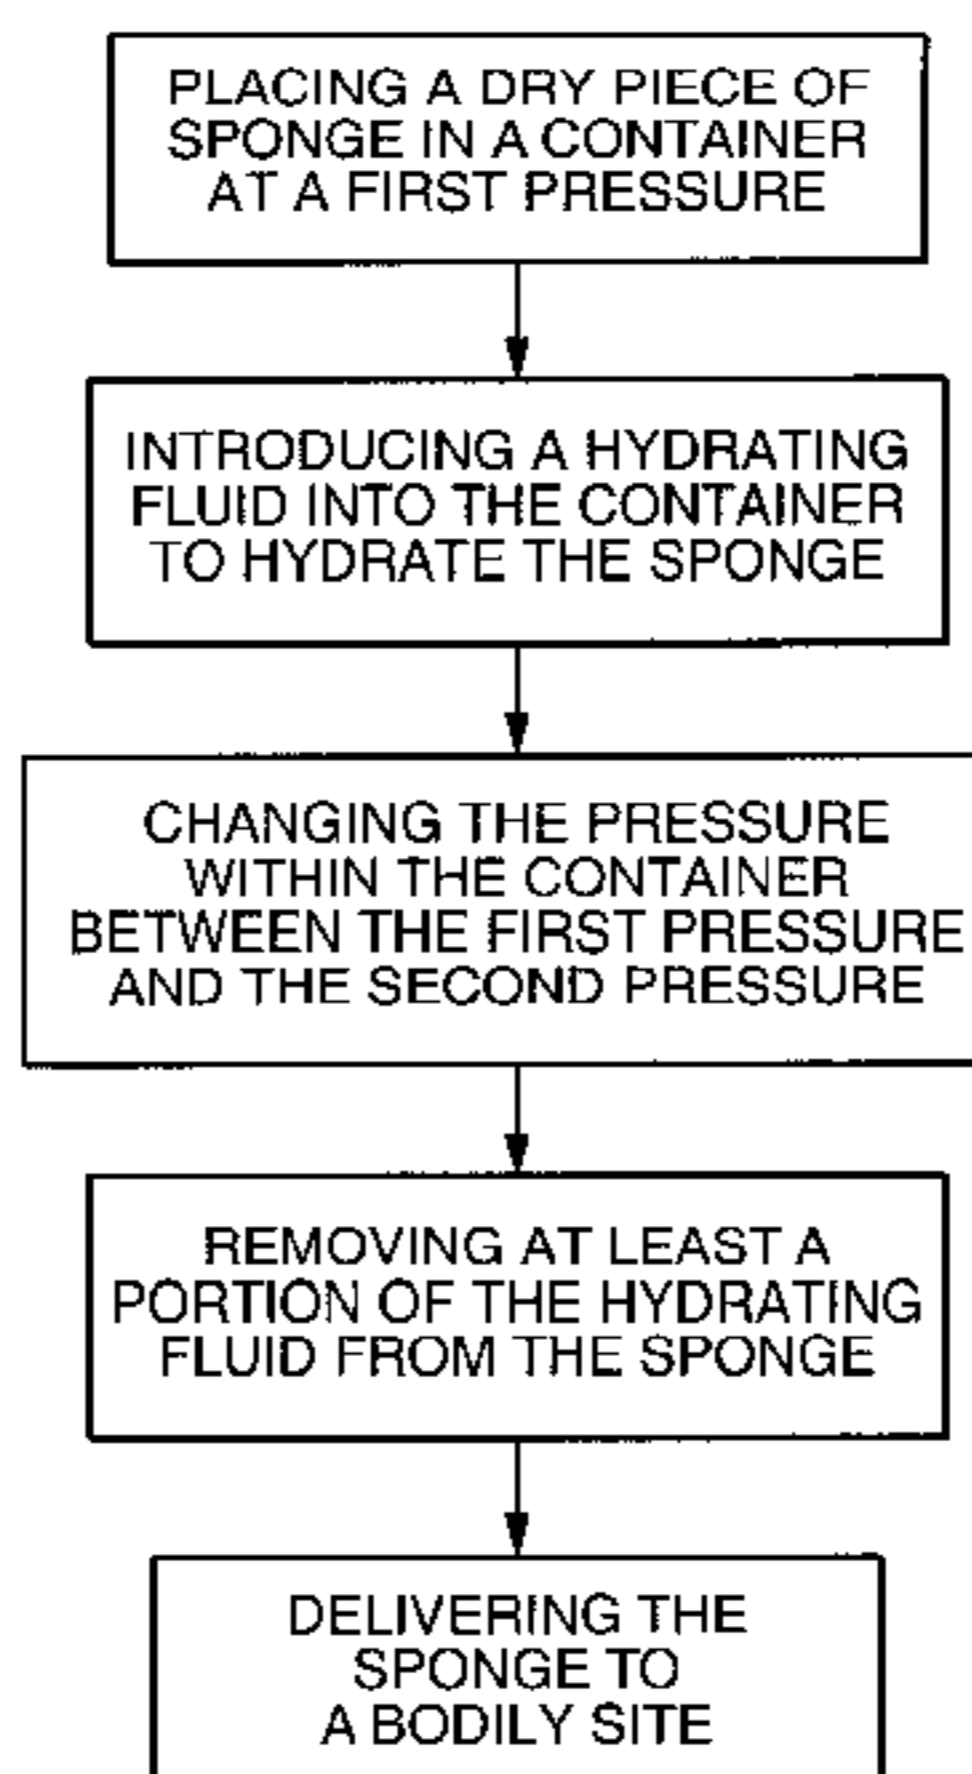 PLACING A DRY PIECE OF
SPONGE IN A CONTAINER
AT A FIRST PRESSURE
INTRODUCING A HYDRATING
FLUID INTO THE CONTAINER
TO HYDRATE THE SPONGE
CHANGING THE PRESSURE
WITHIN THE CONTAINER
BETWEEN THE FIRST PRESSURE
AND THE SECOND PRESSURE
REMOVING AT LEAST A
PORTION OF THE HYDRATING
FLUID FROM THE SPONGE
DELIVERING THE
SPONGE TO
A BODILY SITE